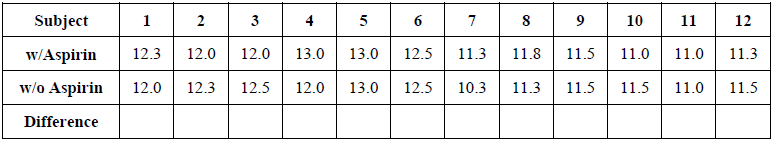 Subject 1 2 3 4 5 6 7 8 9 10 11 12
w/Aspirin 12.3 12.0 12.0 13.0 13.0 12.5 11.3 11.8 11.5 11.0 11.0 11.3
w/o Aspirin 12.0 12.3 12.5 12.0 13.0 12.5 10.3 11.3 11.5 11.5 11.0 11.5
Difference